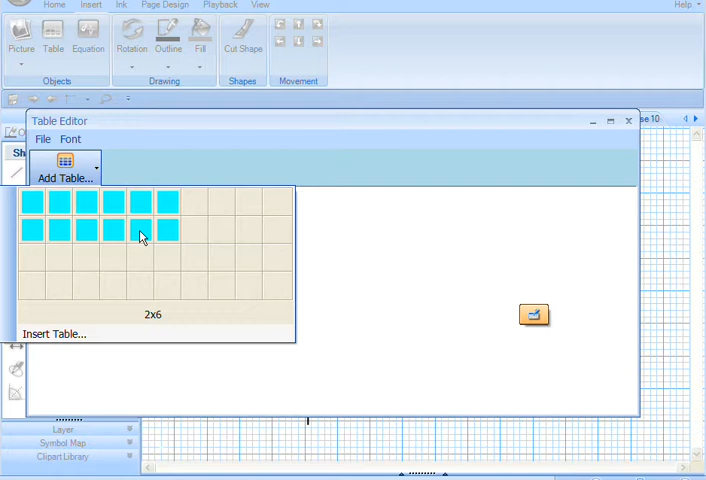 Home Insert Ink Page Design Playback View Help
Picture Table Equation Rotation Outline Fill Cut Shape
Objects Drawing Shapes Movement
Table Editor
File Font
Add Table...
2x6
Insert Table...
Layer
Symbol Map
Clipart Library